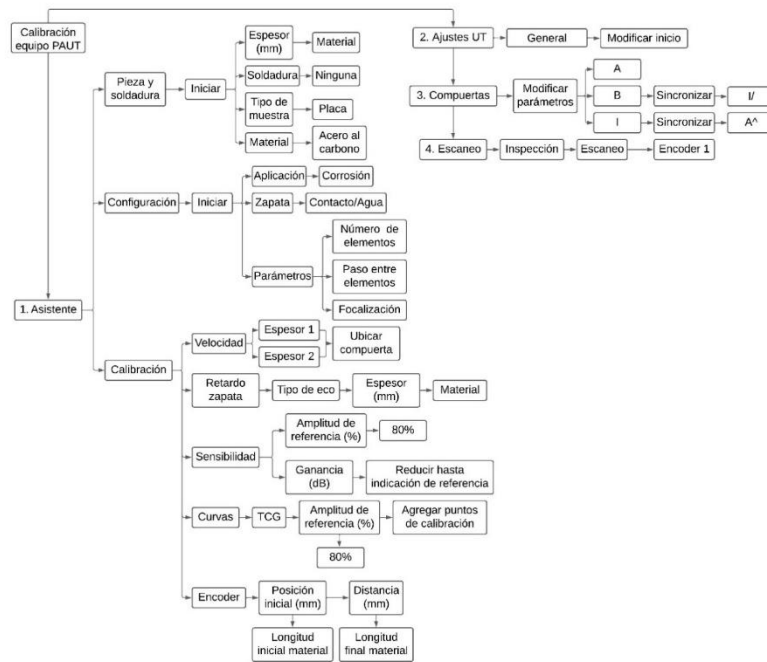 Calibración
equipo PAUT
2. Ajustes UT
General
Modificar inicio
3. Compuertas
Modificar
parámetros
A
B
Sincronizar
I/
I
Sincronizar
A^
4. Escaneo
Inspección
Escaneo
Encoder 1
1. Asistente
Pieza y
soldadura
Iniciar
Espesor
(mm)
Material
Soldadura
Ninguna
Tipo de
muestra
Placa
Material
Acero al
carbono
Configuración
Iniciar
Aplicación
Corrosión
Zapata
Contacto/Agua
Parámetros
Número de
elementos
Paso entre
elementos
Focalización
Calibración
Velocidad
Espesor 1
Espesor 2
Ubicar
compuerta
Retardo
zapata
Tipo de eco
Espesor
(mm)
Material
Sensibilidad
Amplitud de
referencia (%)
80%
Ganancia
(dB)
Reducir hasta
indicación de referencia
Curvas
TCG
Amplitud de
referencia (%)
Agregar puntos
de calibración
80%
Encoder
Posición
inicial (mm)
Distancia
(mm)
Longitud
inicial material
Longitud
final material